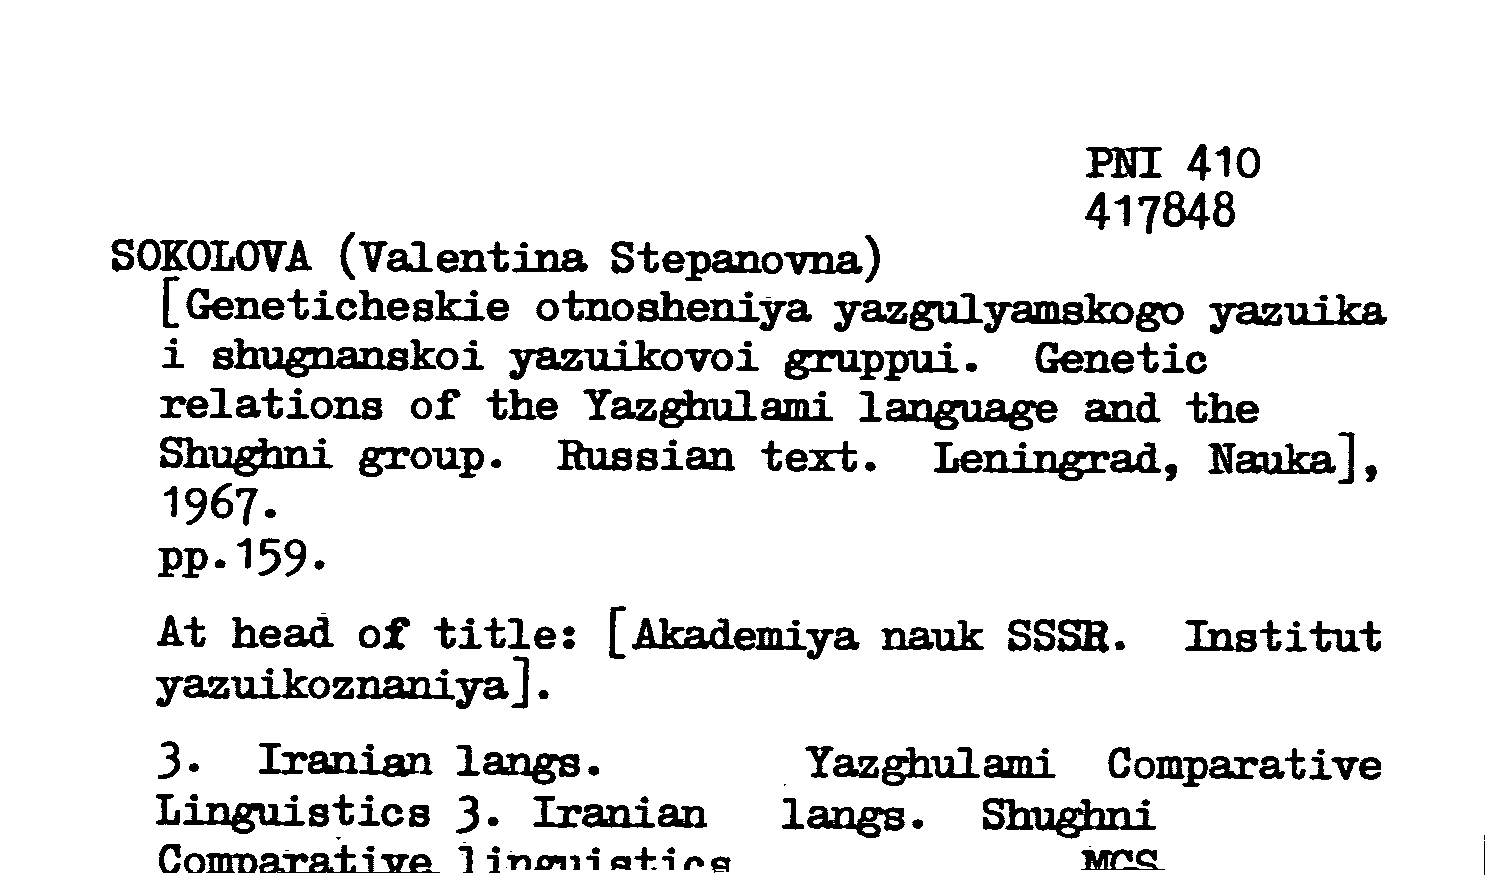 PNI 410
417848
SOKOLOVA (Valentina Stepanovna)
[Geneticheskie otnosheniya yazgulyamskogo yazuika
i shugnanskoi yazuikovoi gruppui. Genetic
relations of the Yazghulami language and the
Shughni group. Russian text. Leningrad, Nauka],
1967.
pp.159.
At head of title: [Akademiya nauk SSSR. Institut
yazuikoznaniya].
3. Iranian langs. Yazghulami Comparative
Linguistics 3. Iranian langs. Shughni
Comparative linguistics MCS